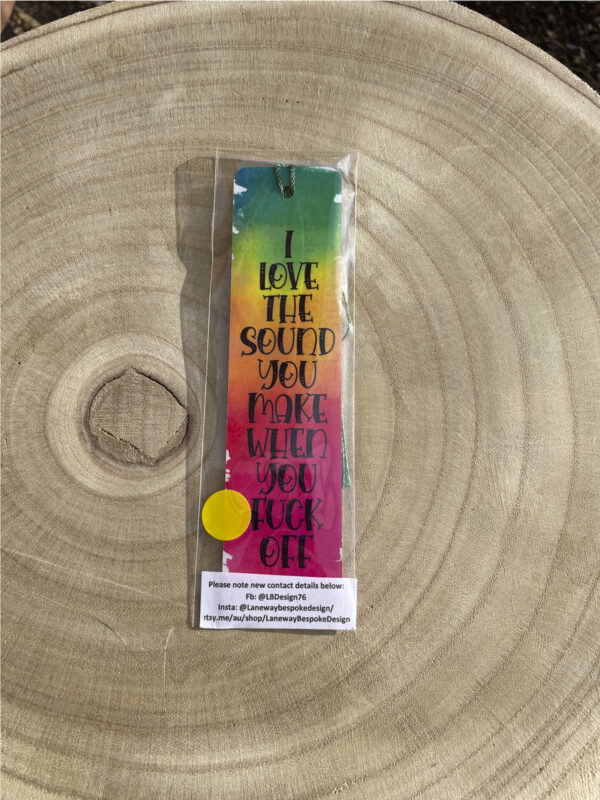 I
LOVE
THE
SOUND
YOU
MAKE
WHEN
YOU
FUCK
OFF
Please note new contact details below:
Fb: @LBDesign76
Insta: @Lanewaybespokedesign/
etsy.me/au/shop/LanewayBespokeDesign